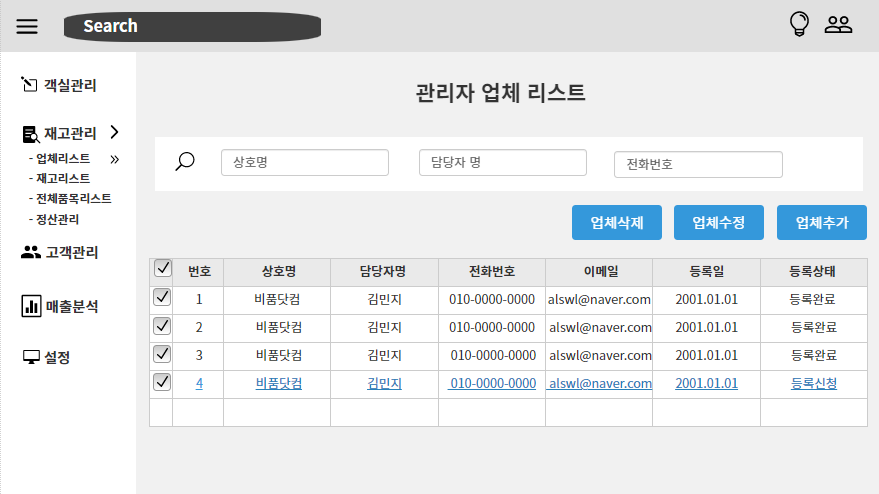 Search
객실관리
재고관리
- 업체리스트
- 재고리스트
- 전체품목리스트
- 정산관리
고객관리
매출분석
설정
관리자 업체 리스트
상호명 담당자 명 전화번호
업체삭제 업체수정 업체추가
번호 상호명 담당자명 전화번호 이메일 등록일 등록상태
1 비품닷컴 김민지 010-0000-0000 alswl@naver.com 2001.01.01 등록완료
2 비품닷컴 김민지 010-0000-0000 alswl@naver.com 2001.01.01 등록완료
3 비품닷컴 김민지 010-0000-0000 alswl@naver.com 2001.01.01 등록완료
4 비품닷컴 김민지 010-0000-0000 alswl@naver.com 2001.01.01 등록신청